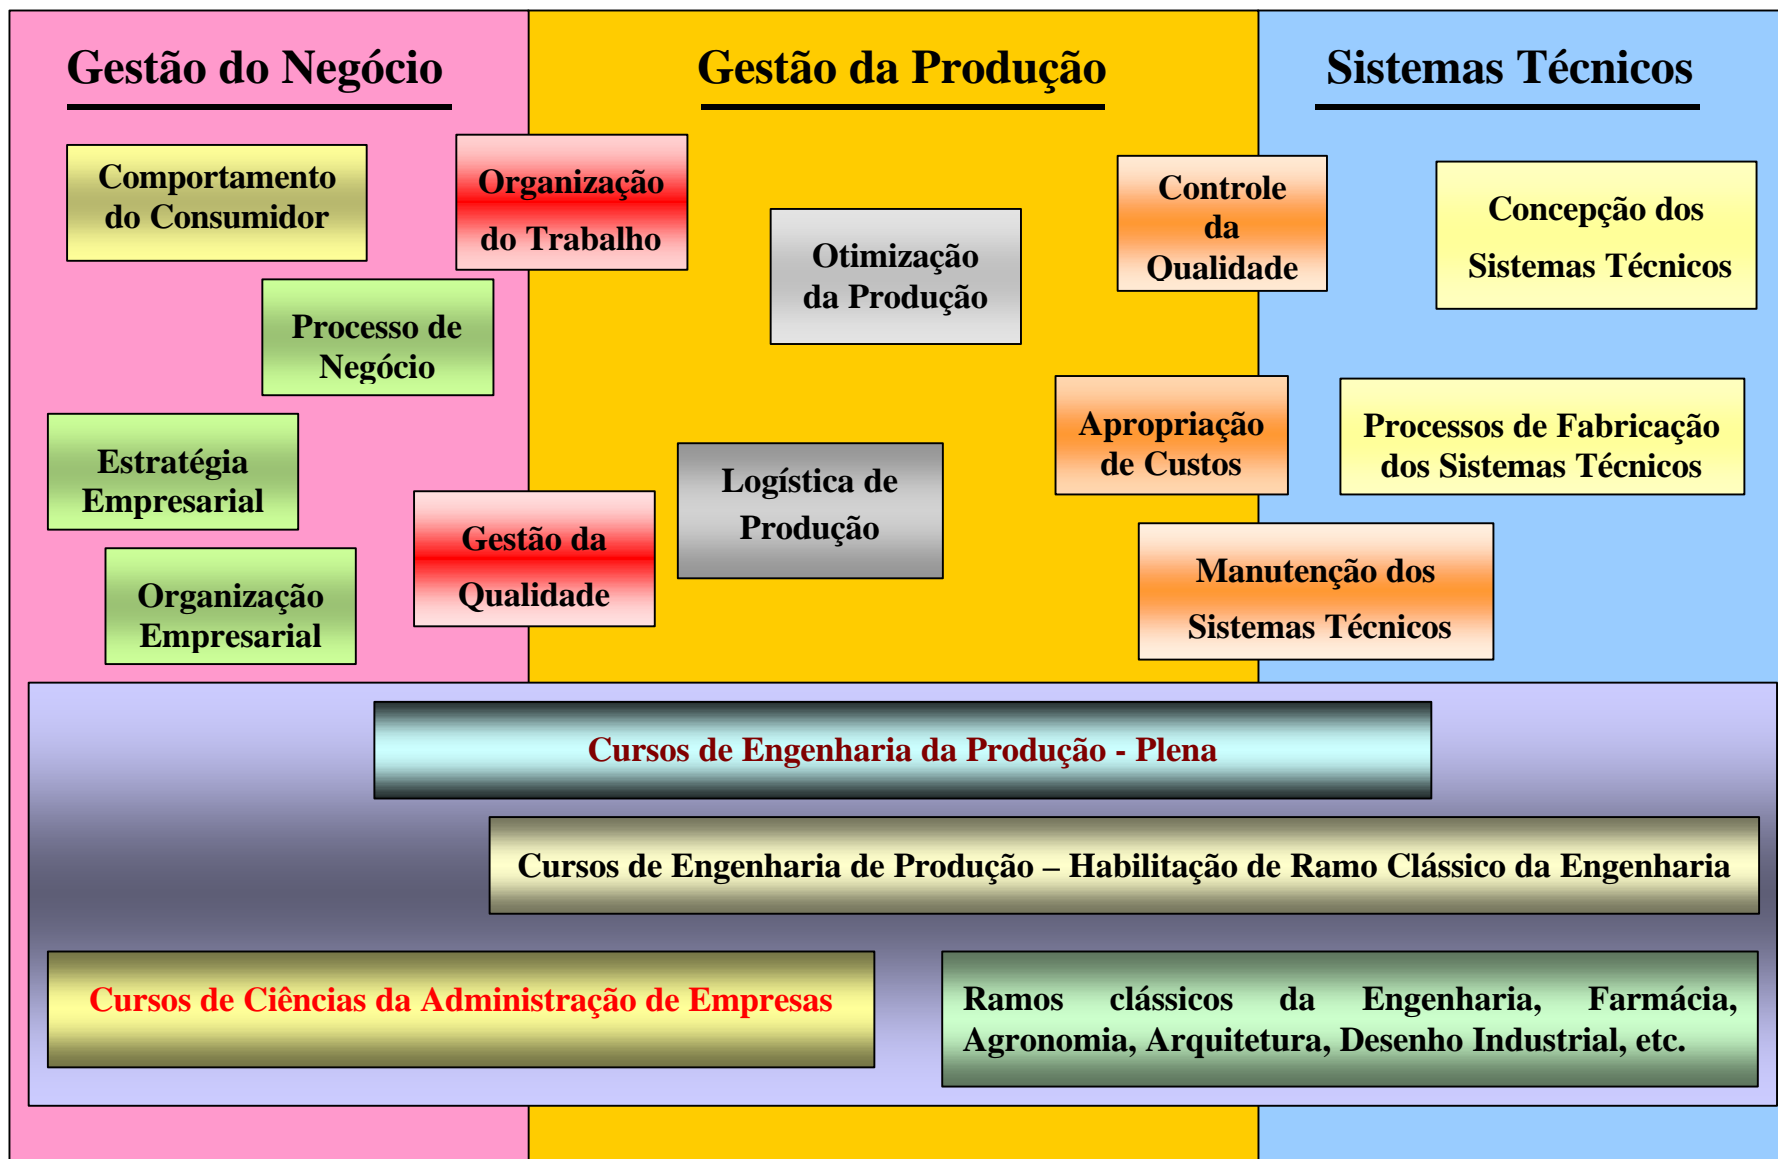 Gestão do Negócio
Gestão da Produção
Sistemas Técnicos
Comportamento
do Consumidor
Organização
do Trabalho
Controle
da
Qualidade
Concepção dos
Sistemas Técnicos
Otimização
da Produção
Processo de
Negócio
Apropriação
de Custos
Processos de Fabricação
dos Sistemas Técnicos
Estratégia
Empresarial
Logística de
Produção
Gestão da
Qualidade
Manutenção dos
Sistemas Técnicos
Organização
Empresarial
Cursos de Engenharia da Produção - Plena
Cursos de Engenharia de Produção – Habilitação de Ramo Clássico da Engenharia
Cursos de Ciências da Administração de Empresas
Ramos clássicos da Engenharia, Farmácia,
Agronomia, Arquitetura, Desenho Industrial, etc.